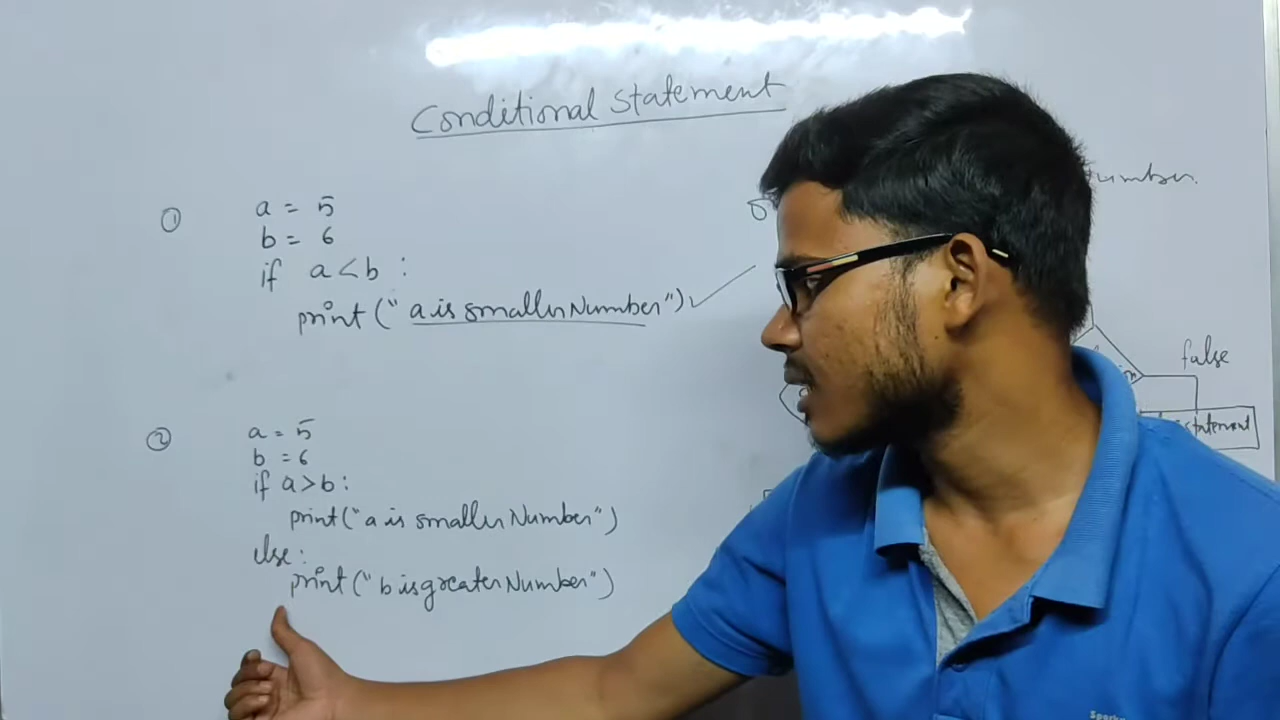 Conditional Statement
① a = 5
b = 6
if a<b :
print (" a is smaller Number")
② a = 5
b = 6
if a>b :
print("a is smaller Number")
else :
print (" b is greater Number")
Number.
false
statement